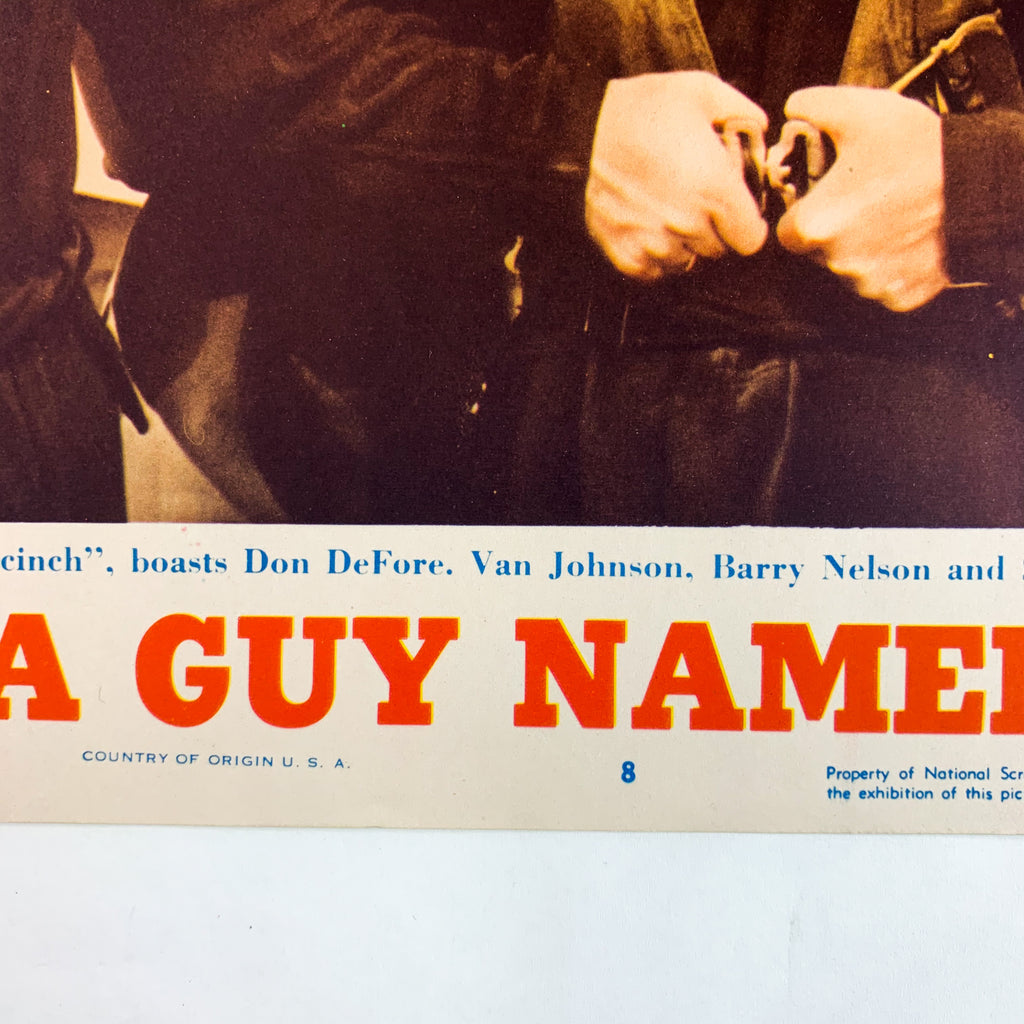 cinch”, boasts Don DeFore. Van Johnson, Barry Nelson and
A GUY NAMED
COUNTRY OF ORIGIN U. S. A.
8
Property of National Scr
the exhibition of this pic